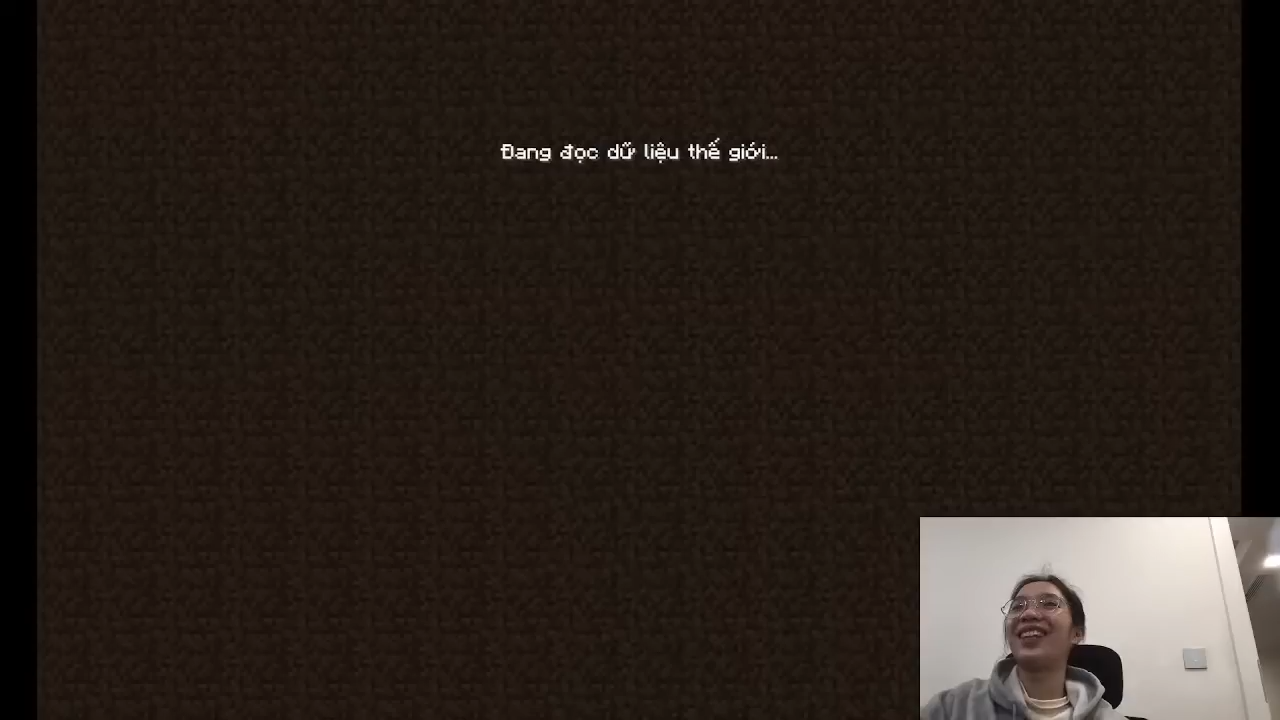 Đang đọc dữ liệu thế giới...